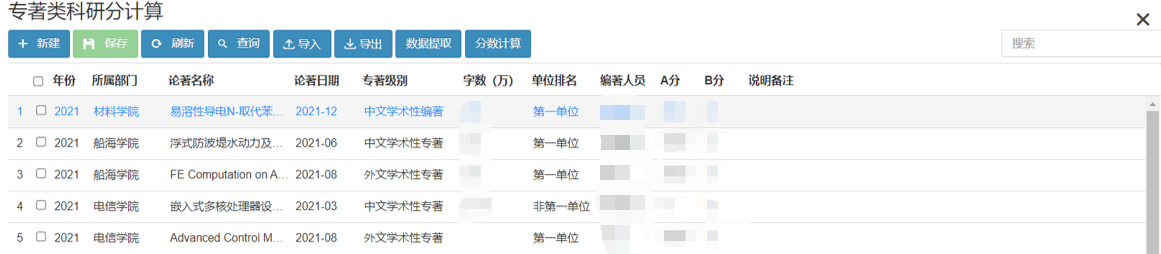 专著类科研分计算
+ 新建 保存 刷新 查询 导入 导出 数据提取 分数计算 搜索
年份 所属部门 论著名称 论著日期 专著级别 字数（万） 单位排名 编著人员 A分 B分 说明备注
1 2021 材料学院 易溶性导电N-取代苯... 2021-12 中文学术性编著 第一单位
2 2021 船海学院 浮式防波堤水动力及... 2021-06 中文学术性专著 第一单位
3 2021 船海学院 FE Computation on A... 2021-08 外文学术性专著 第一单位
4 2021 电信学院 嵌入式多核处理器设... 2021-03 中文学术性专著 非第一单位
5 2021 电信学院 Advanced Control M... 2021-08 外文学术性专著 第一单位